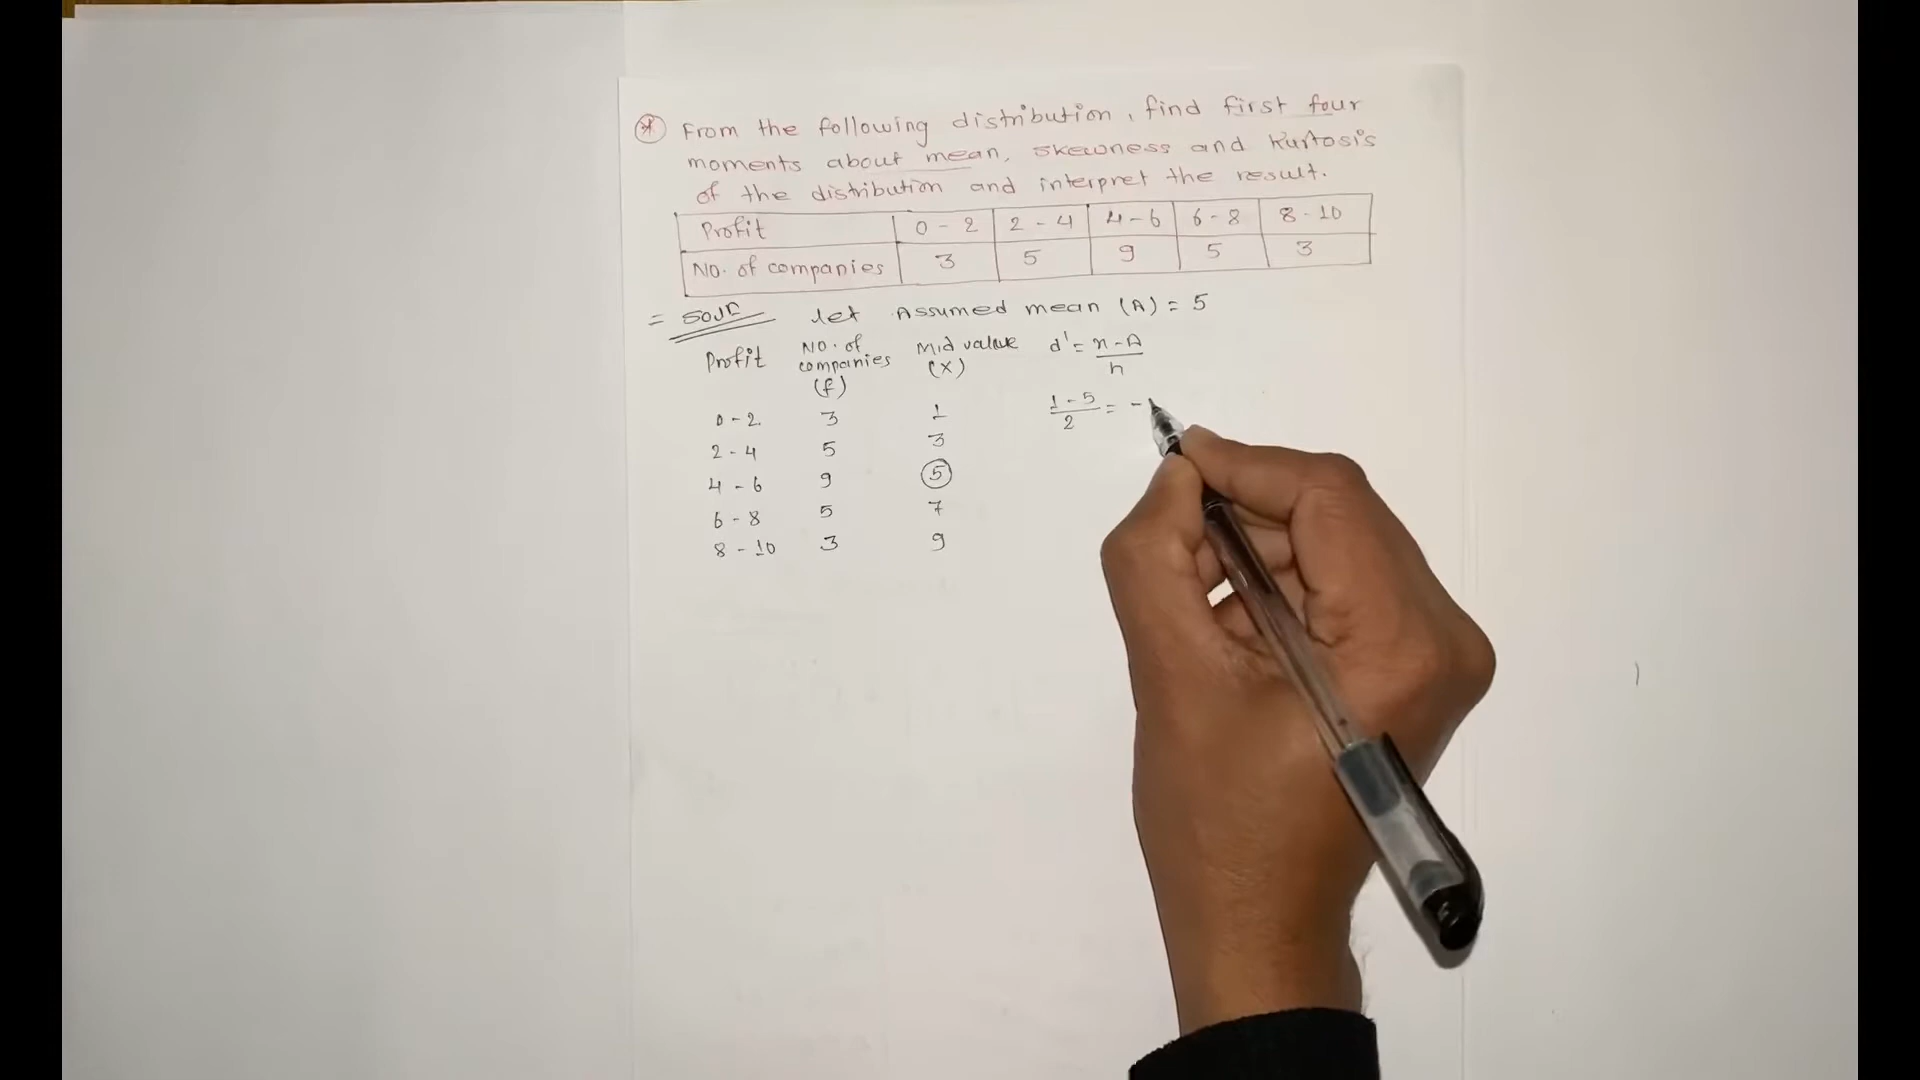 * From the following distribution, find first four
moments about mean, skewness and Kurtosis
of the distribution and interpret the result.
Profit 0 - 2 2 - 4 4 - 6 6 - 8 8 - 10
NO. of companies 3 5 9 5 3
= Soln let Assumed mean (A) = 5
Profit NO. of companies (f) Mid value (X) d' = x - A / h
0 - 2. 3 1 1 - 5 / 2 = -
2 - 4 5 3
4 - 6 9 5
6 - 8 5 7
8 - 10 3 9